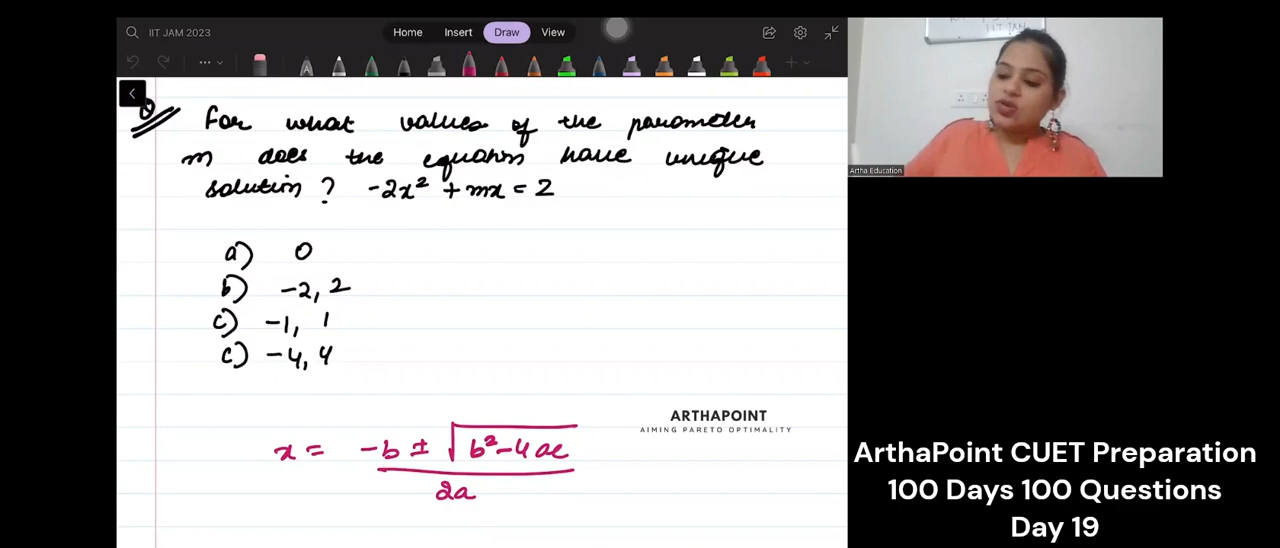 IIT JAM 2023
Home Insert Draw View
Q
For what values of the parameter
m does the equation have unique
solution? -2x² + mx = 2
a) 0
b) -2, 2
c) -1, 1
c) -4, 4
ARTHAPOINT
AIMING PARETO OPTIMALITY
x = -b ± √b²-4ac
2a
Artha Education
ArthaPoint CUET Preparation
100 Days 100 Questions
Day 19